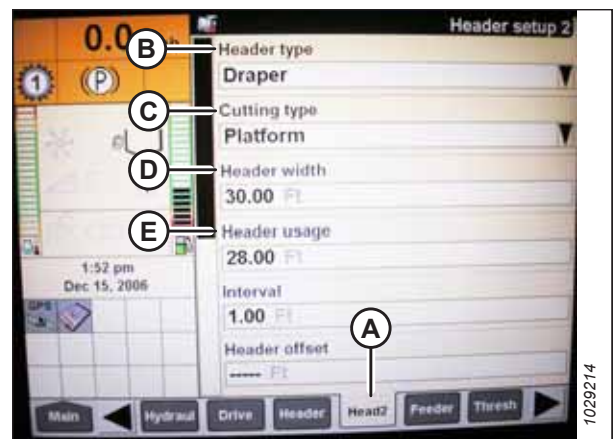 Header setup 2
0.0
B
Header type
Draper
1
(P)
C
Cutting type
Platform
D
Header width
30.00 Ft
E
Header usage
28.00 Ft
1:52 pm
Dec 15, 2006
Interval
1.00 Ft
GPS
A
Header offset
----- Ft
Main
Hydraul
Drive
Header
Head2
Feeder
Thresh
1029214